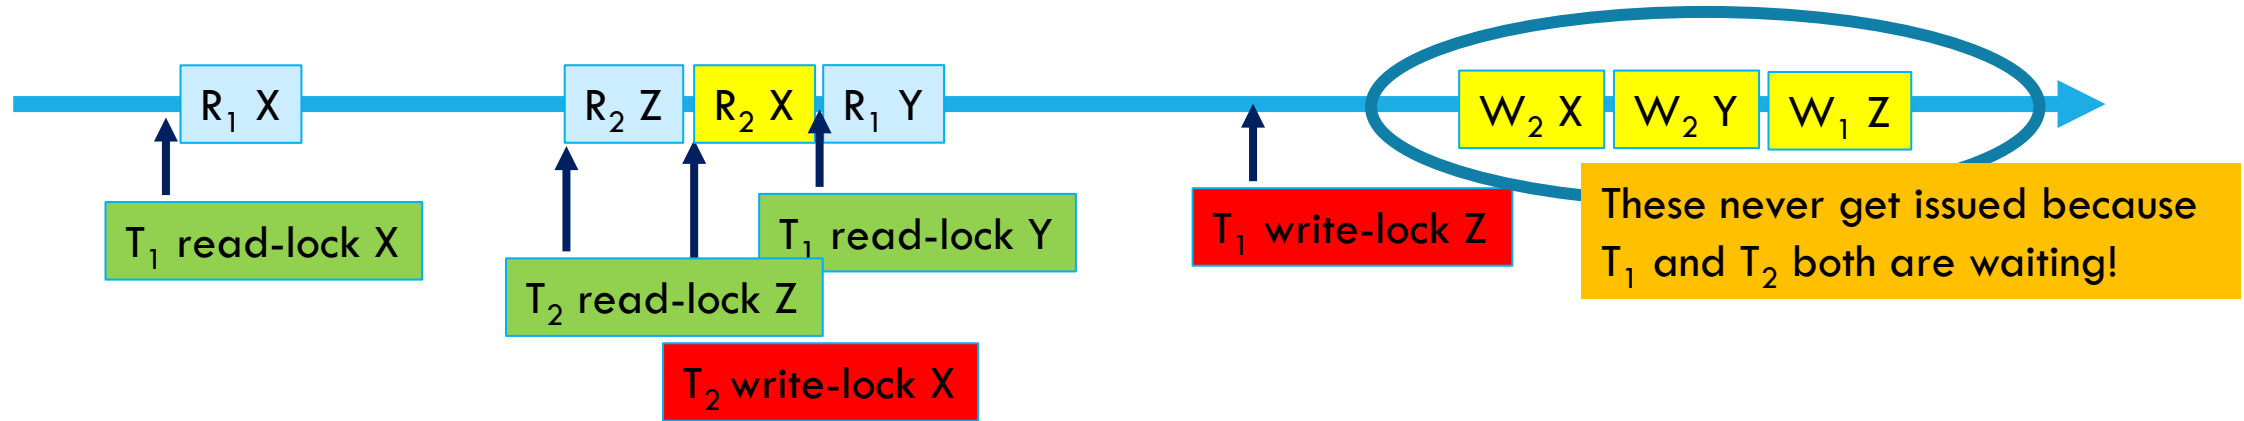 R₁ X
R₂ Z
R₂ X
R₁ Y
W₂ X
W₂ Y
W₁ Z
T₁ read-lock X
T₂ read-lock Z
T₂ write-lock X
T₁ read-lock Y
T₁ write-lock Z
These never get issued because
T₁ and T₂ both are waiting!